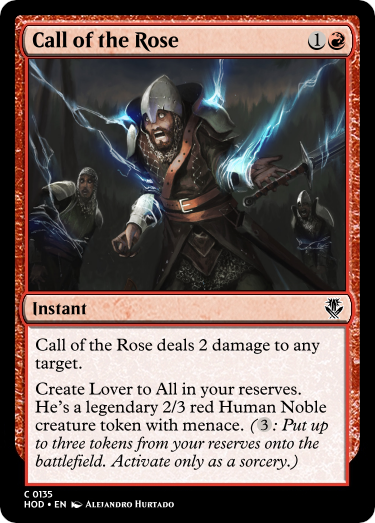 Call of the Rose 1
Instant
Call of the Rose deals 2 damage to any
target.
Create Lover to All in your reserves.
He's a legendary 2/3 red Human Noble
creature token with menace. (3: Put up
to three tokens from your reserves onto the
battlefield. Activate only as a sorcery.)
C 0135
HOD • EN Alejandro Hurtado